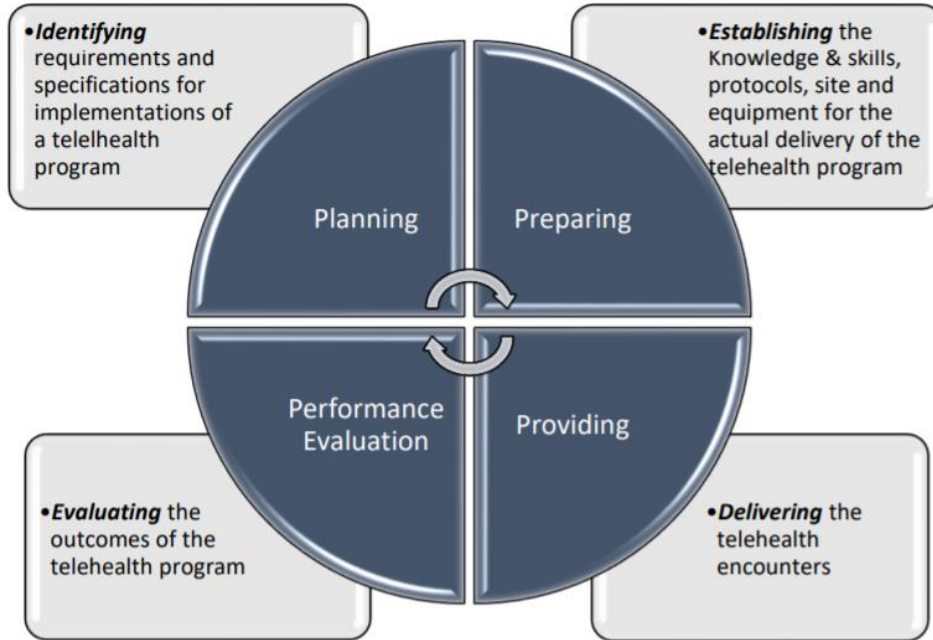 •Identifying
requirements and
specifications for
implementations of
a telelhealth
program
•Establishing the
Knowledge & skills,
protocols, site and
equipment for the
actual delivery of the
telehealth program
Planning
Preparing
Performance
Evaluation
Providing
•Evaluating the
outcomes of the
telehealth program
•Delivering the
telehealth
encounters